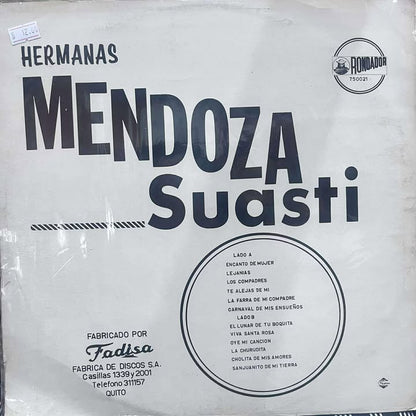 HERMANAS
MENDOZA
Suasti
RONDADOR
T50021
LADO A
ENCANTO DE MUJER
LEJANIAS
LOS COMPADRES
TE ALEJAS DE MI
LA FARRA DE MI COMPADRE
CARNAVAL DE MIS ENSUEÑOS
LADO B
EL LUNAR DE TU BOQUITA
VIVA SANTA ROSA
OYE MI CANCION
LA CHURUDITA
CHOLITA DE MIS AMORES
SANJUANITO DE MI TIERRA
FABRICADO POR
Fadisa
FABRICA DE DISCOS S.A.
Casillas 1339 y 2001
Telefono 311157
QUITO